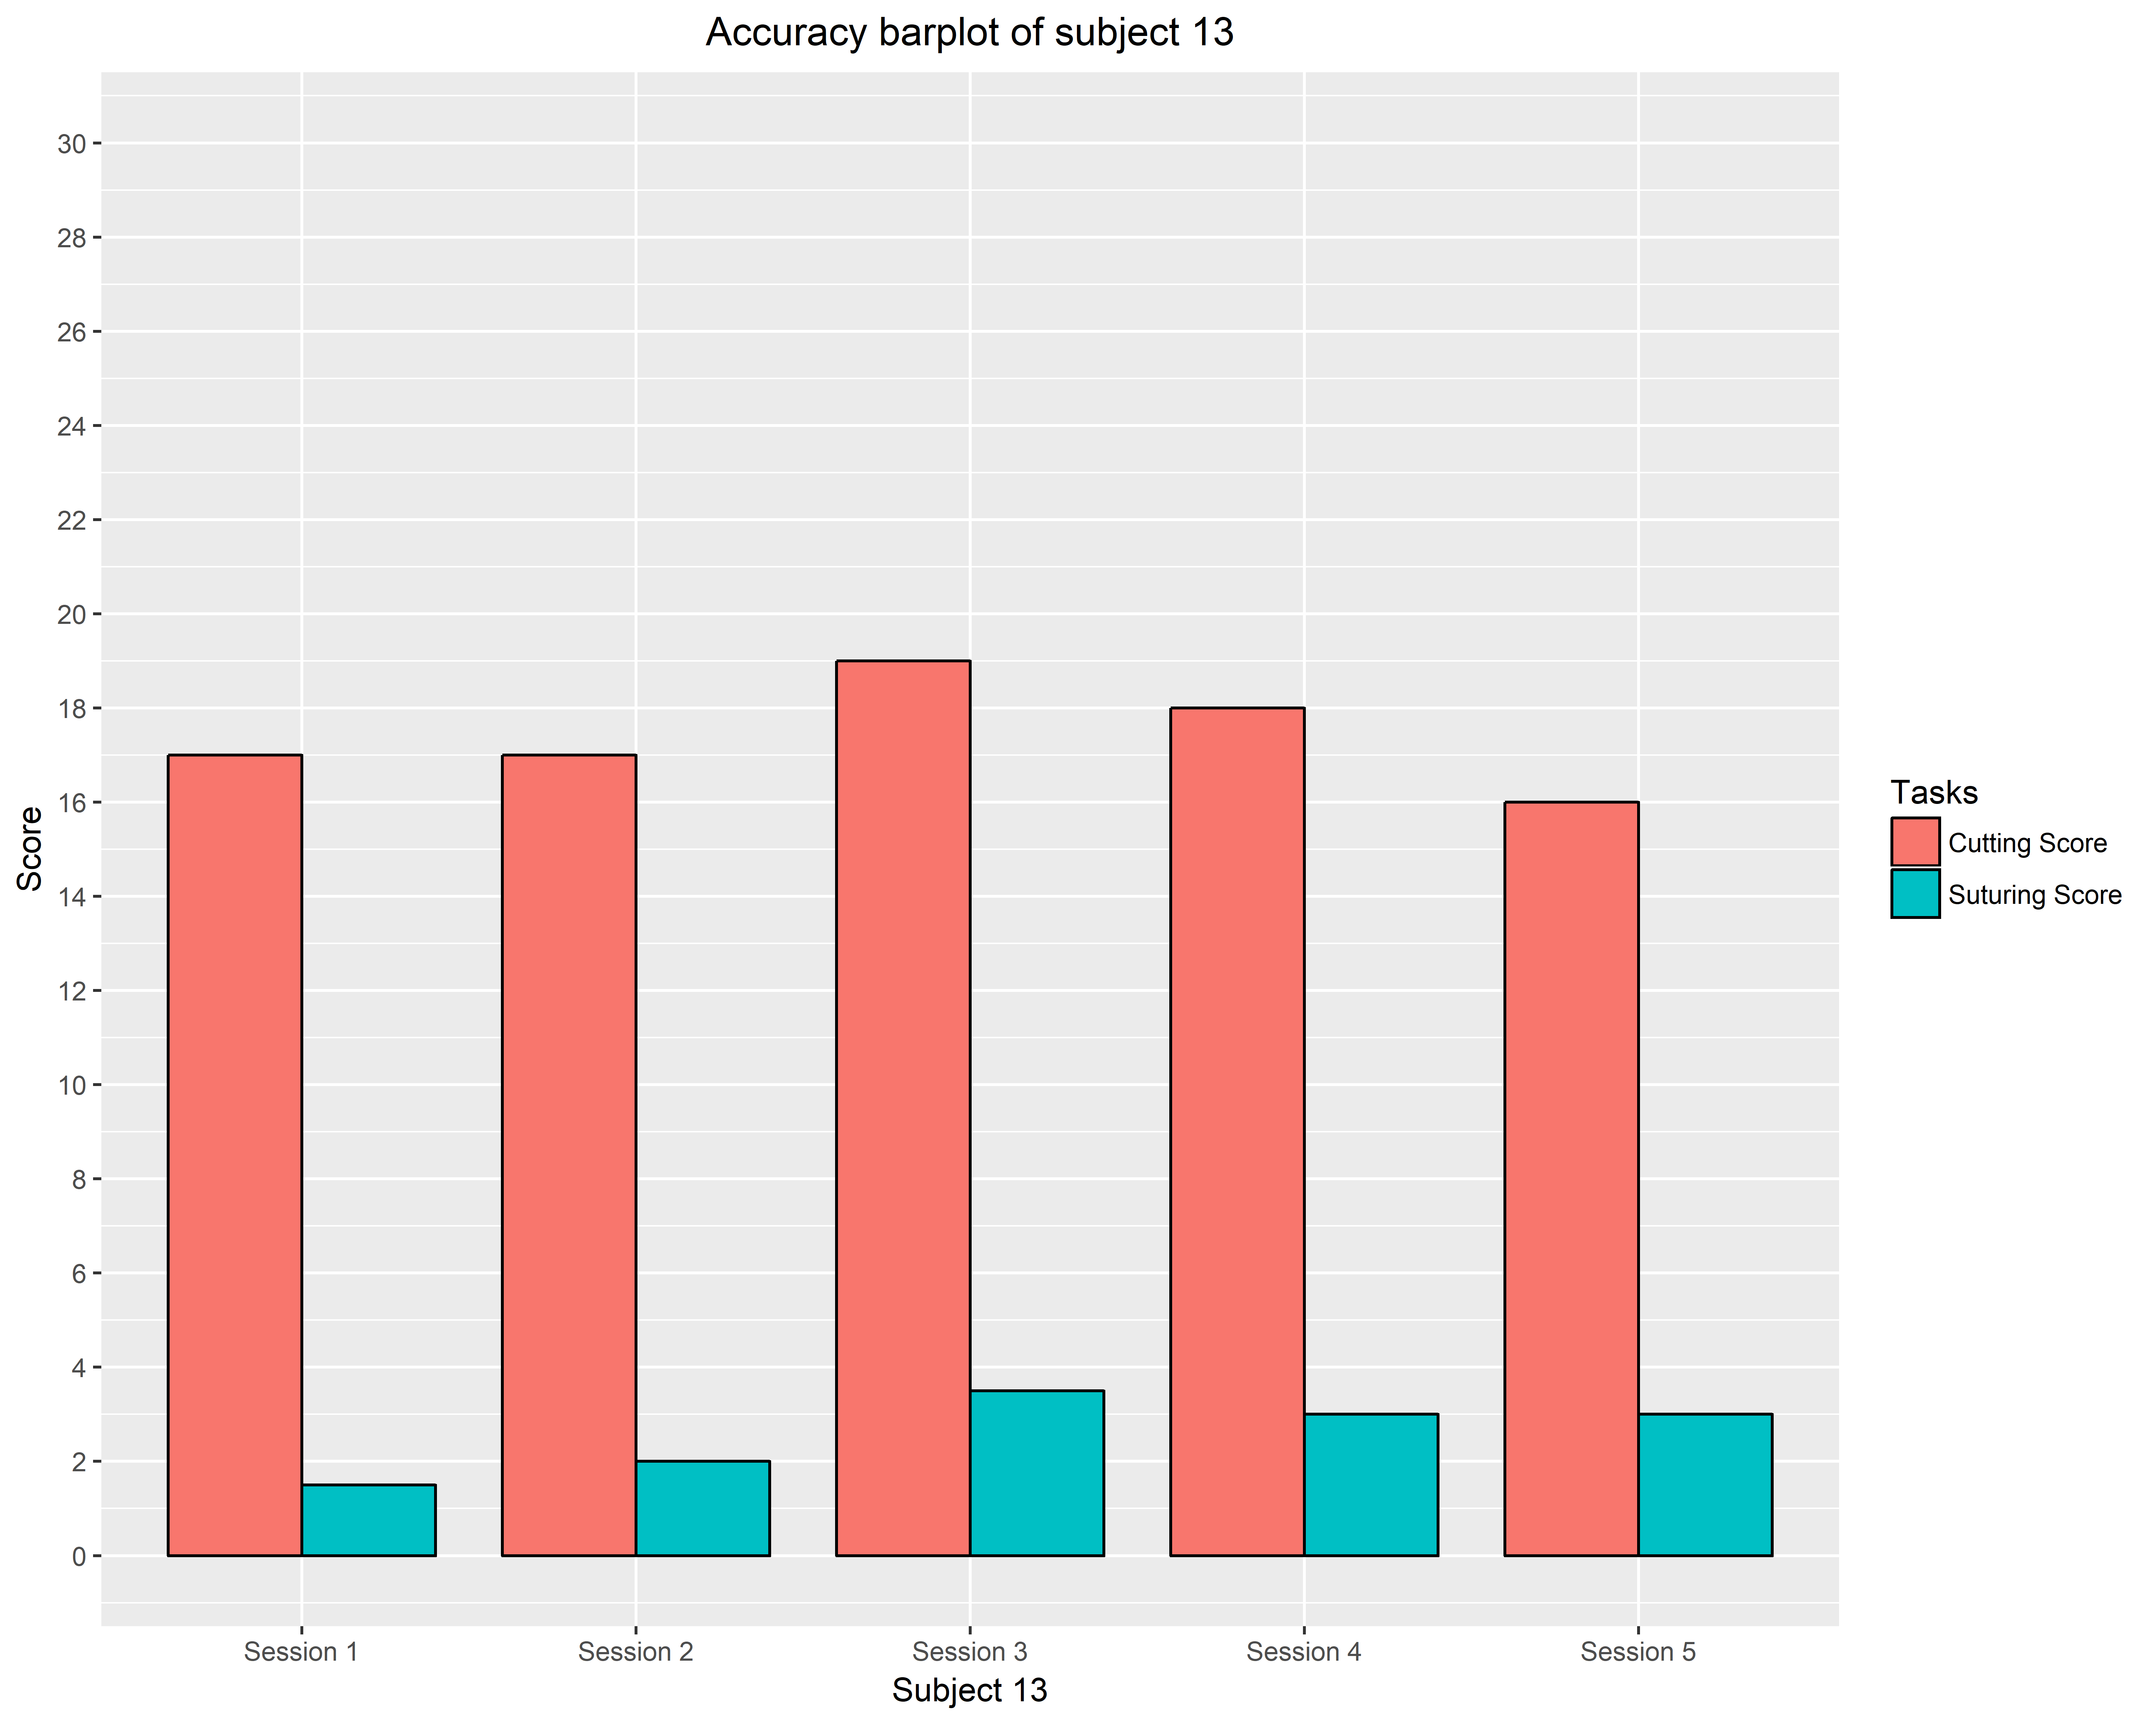 Accuracy barplot of subject 13
30
28
26
24
22
20
18
16
14
12
10
8
6
4
2
0
Score
Session 1 Session 2 Session 3 Session 4 Session 5
Subject 13
Tasks
Cutting Score
Suturing Score